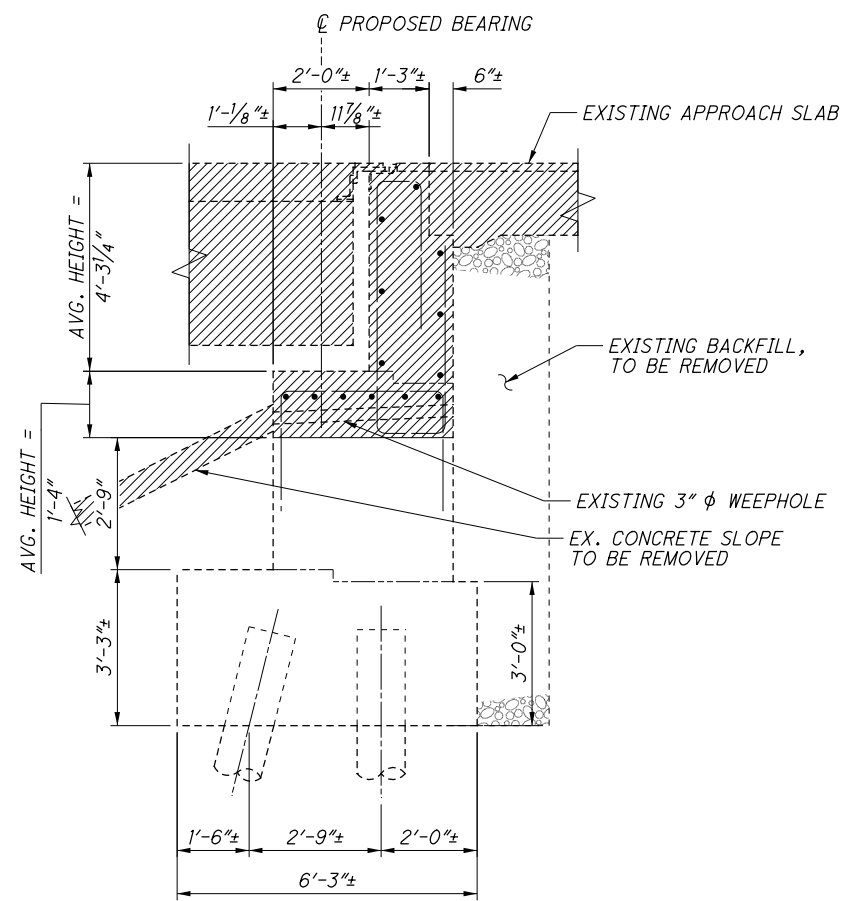 ℄ PROPOSED BEARING
2'-0"±
1'-3"±
6"±
1'-1/8"±
11 7/8"±
EXISTING APPROACH SLAB
AVG. HEIGHT =
4'-3 1/4"
EXISTING BACKFILL,
TO BE REMOVED
AVG. HEIGHT =
1'-4"
2'-9"±
EXISTING 3" ϕ WEEPHOLE
EX. CONCRETE SLOPE
TO BE REMOVED
3'-3"±
3'-0"±
1'-6"±
2'-9"±
2'-0"±
6'-3"±